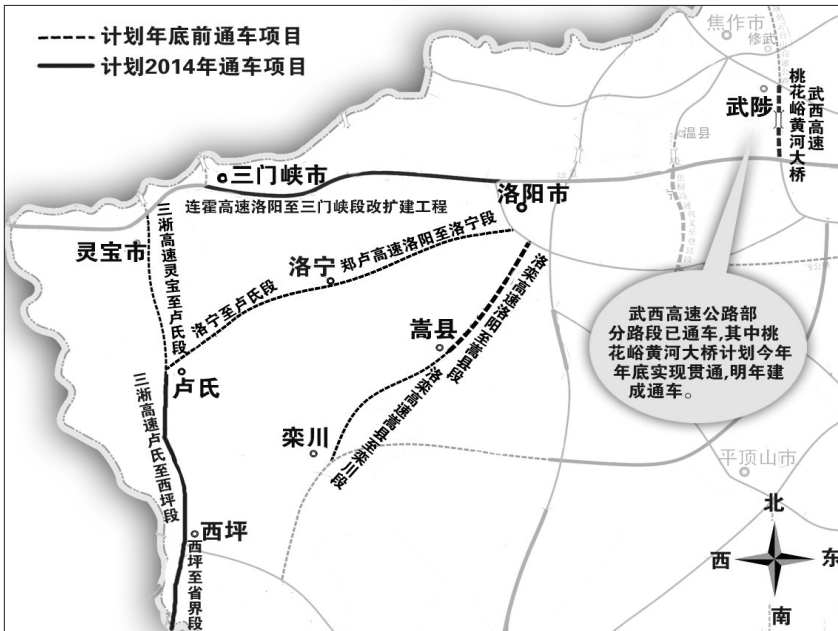 计划年底前通车项目
计划2014年通车项目
焦作市
修武
武陟
武西高速
桃花峪黄河大桥
温县
三门峡市
连霍高速洛阳至三门峡段改扩建工程
洛阳市
灵宝市
三淅高速灵宝至卢氏段
洛宁
郑卢高速洛阳至洛宁段
洛宁至卢氏段
洛栾高速洛阳至嵩县段
嵩县
洛栾高速嵩县至栾川段
卢氏
三淅高速卢氏至西坪段
栾川
西坪
西坪至省界段
武西高速公路部
分路段已通车,其中桃
花峪黄河大桥计划今年
年底实现贯通,明年建
成通车。
平顶山市
北
西
东
南